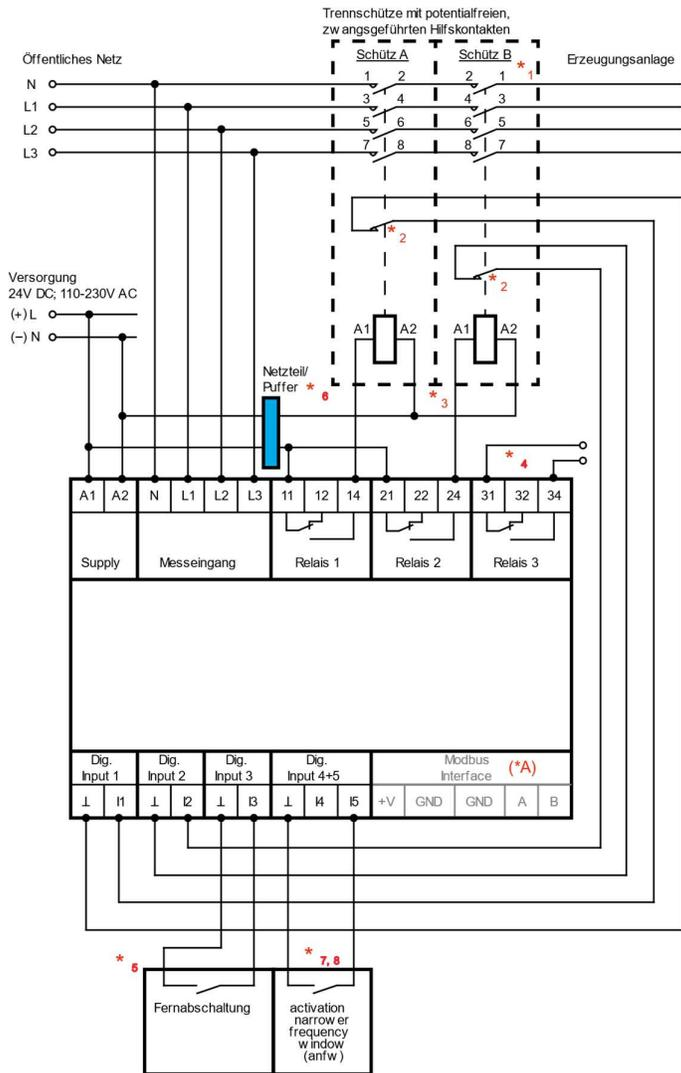 Trennschütze mit potentialfreien,
zwangsgeführten Hilfskontakten
Öffentliches Netz
Schütz A
Schütz B
*1
Erzeugungsanlage
N
1 2
2 1
L1
3 4
4 3
L2
5 6
6 5
L3
7 8
8 7
*2
*2
Versorgung
24V DC; 110-230V AC
(+) L
(−) N
A1 A2
A1 A2
Netzteil/
Puffer *6
*3
*4
A1 A2 N L1 L2 L3 11 12 14 21 22 24 31 32 34
Supply
Messeingang
Relais 1
Relais 2
Relais 3
Dig.
Input 1
Dig.
Input 2
Dig.
Input 3
Dig.
Input 4+5
Modbus
Interface
(*A)
⊥ I1 ⊥ I2 ⊥ I3 ⊥ I4 I5 +V GND GND A B
*5
*7, 8
Fernabschaltung
activation
narrower
frequency
window
(anfw)